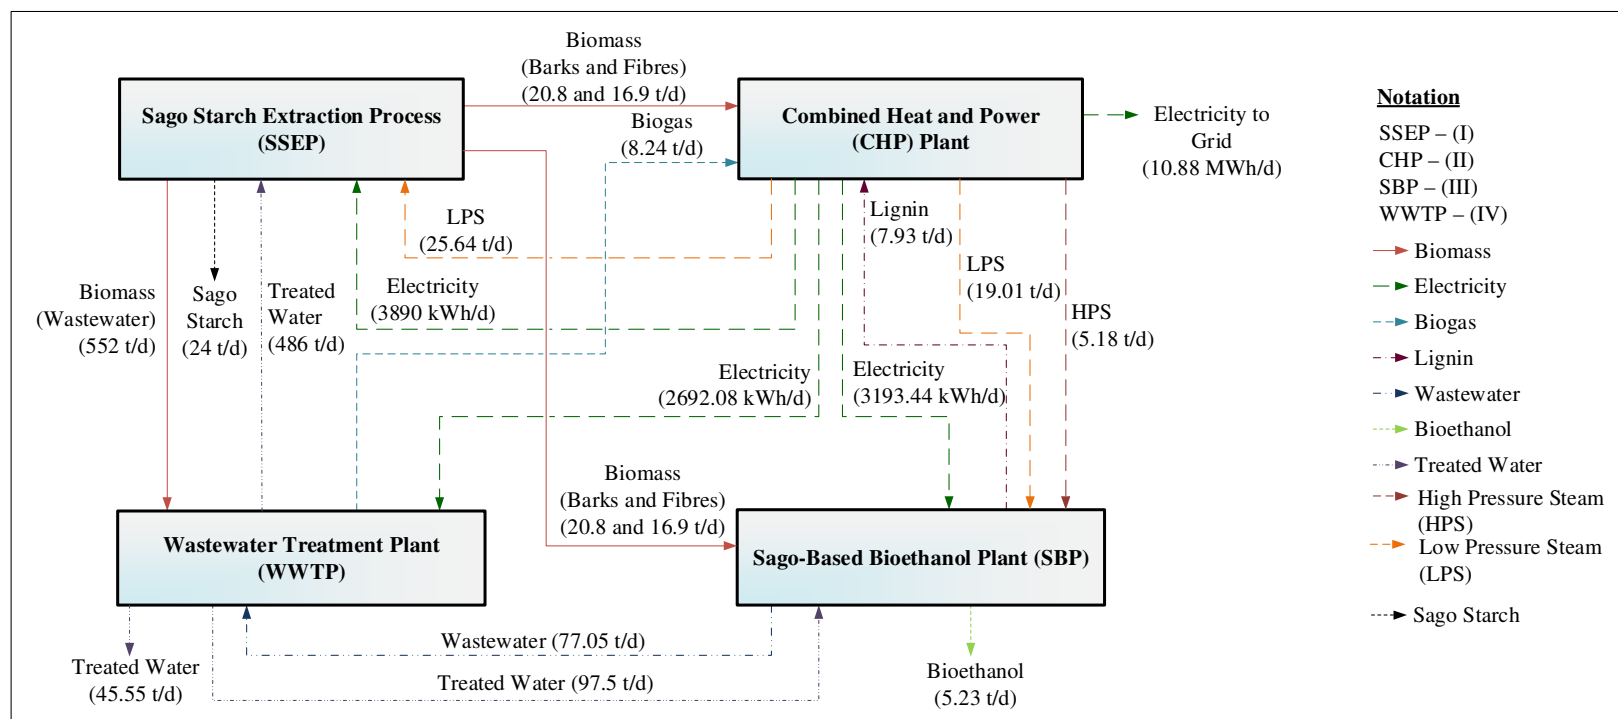 Biomass
(Barks and Fibres)
(20.8 and 16.9 t/d)
Sago Starch Extraction Process
(SSEP)
Biogas
(8.24 t/d)
Combined Heat and Power
(CHP) Plant
Electricity to
Grid
(10.88 MWh/d)
LPS
(25.64 t/d)
Lignin
(7.93 t/d)
LPS
(19.01 t/d)
HPS
(5.18 t/d)
Biomass
(Wastewater)
(552 t/d)
Sago
Starch
(24 t/d)
Treated
Water
(486 t/d)
Electricity
(3890 kWh/d)
Electricity
(2692.08 kWh/d)
Electricity
(3193.44 kWh/d)
Biomass
(Barks and Fibres)
(20.8 and 16.9 t/d)
Wastewater Treatment Plant
(WWTP)
Sago-Based Bioethanol Plant (SBP)
Wastewater (77.05 t/d)
Treated Water (97.5 t/d)
Treated Water
(45.55 t/d)
Bioethanol
(5.23 t/d)
Notation
SSEP – (I)
CHP – (II)
SBP – (III)
WWTP – (IV)
Biomass
Electricity
Biogas
Lignin
Wastewater
Bioethanol
Treated Water
High Pressure Steam
(HPS)
Low Pressure Steam
(LPS)
Sago Starch